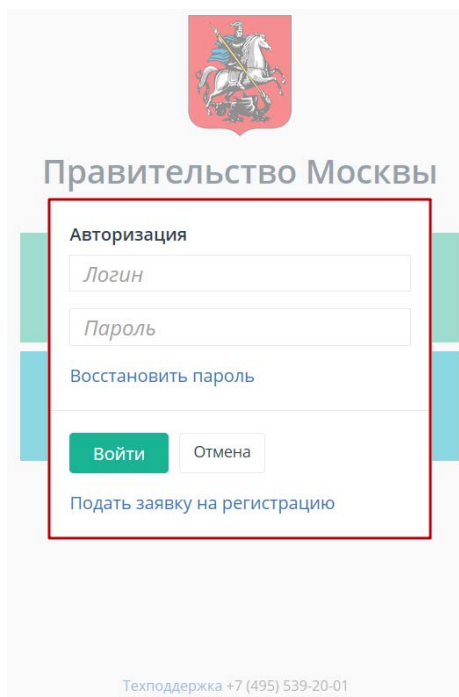 Правительство Москвы
Авторизация
Логин
Пароль
Восстановить пароль
Войти
Отмена
Подать заявку на регистрацию
Техподдержка +7 (495) 539-20-01